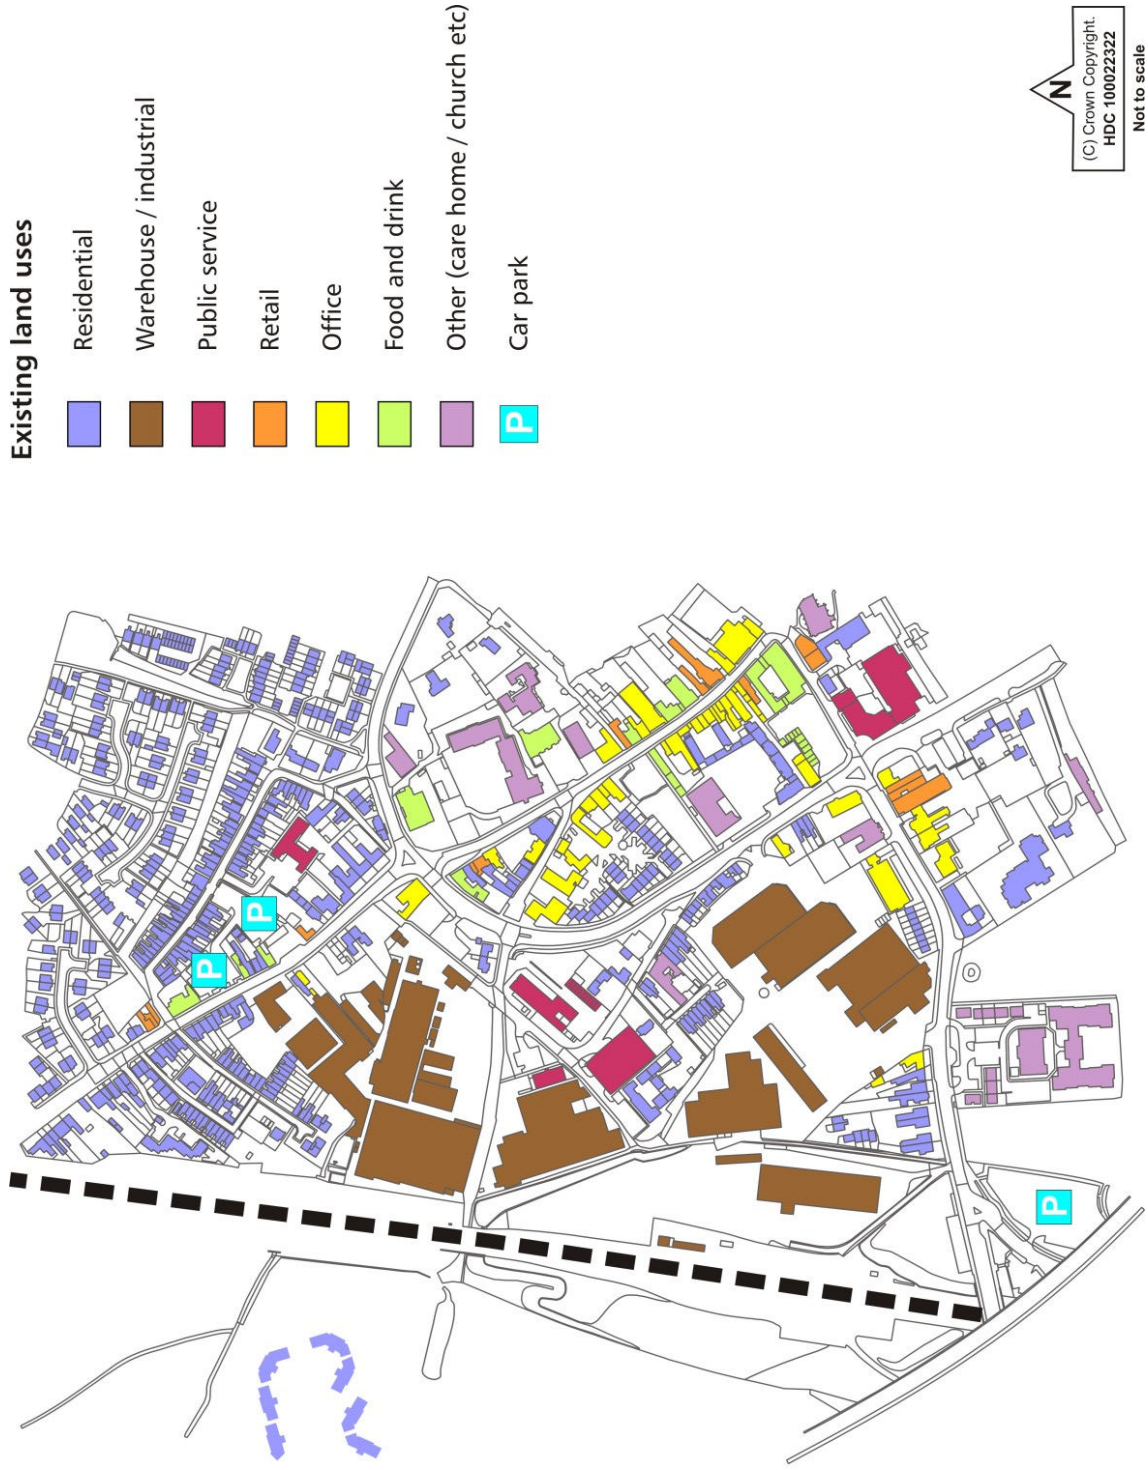 Existing land uses
Residential
Warehouse / industrial
Public service
Retail
Office
Food and drink
Other (care home / church etc)
P Car park
P
P
P
N
(C) Crown Copyright.
HDC 100022322
Not to scale